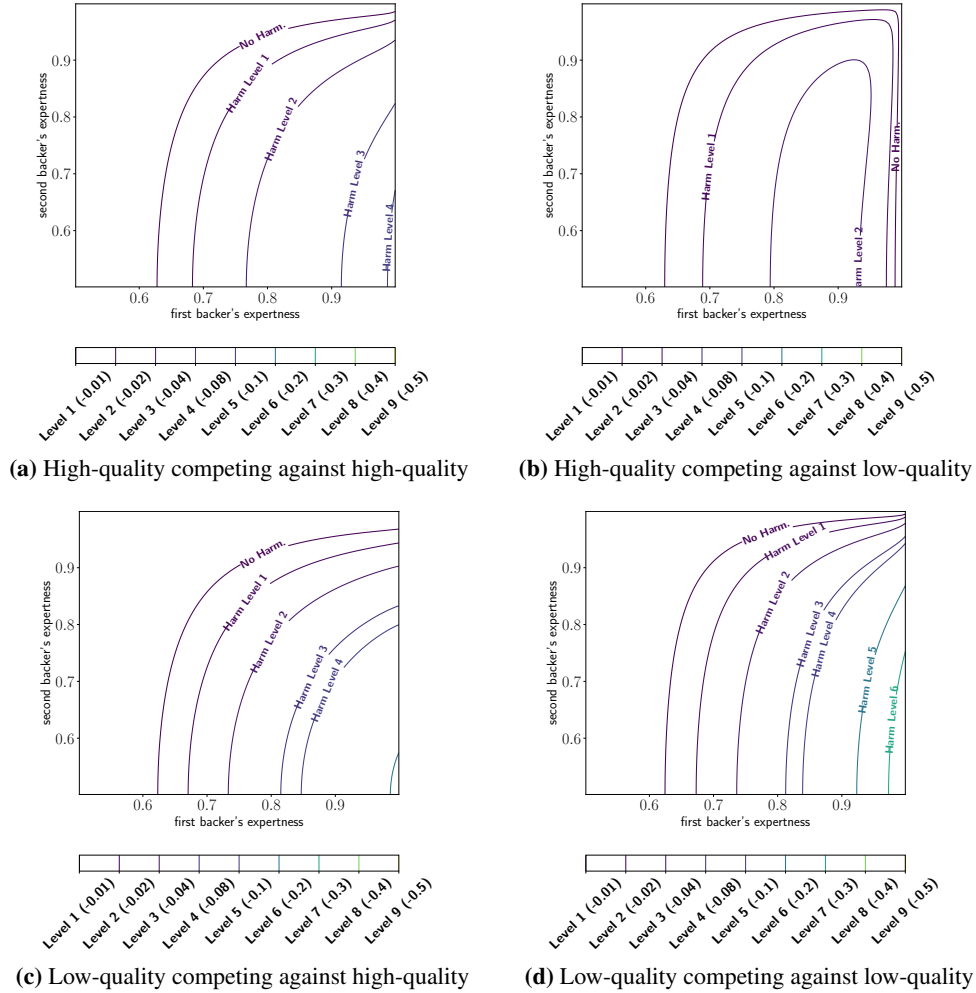 0.9
0.8
0.7
0.6
second backer's expertness
No Harm.
Harm Level 1
Harm Level 2
Harm Level 3
Harm Level 4
0.6 0.7 0.8 0.9
first backer's expertness
Level 1 (-0.01)
Level 2 (-0.02)
Level 3 (-0.04)
Level 4 (-0.08)
Level 5 (-0.1)
Level 6 (-0.2)
Level 7 (-0.3)
Level 8 (-0.4)
Level 9 (-0.5)
(a) High-quality competing against high-quality
0.9
0.8
0.7
0.6
second backer's expertness
Harm Level 1
No Harm.
arm Level 2
0.6 0.7 0.8 0.9
first backer's expertness
Level 1 (-0.01)
Level 2 (-0.02)
Level 3 (-0.04)
Level 4 (-0.08)
Level 5 (-0.1)
Level 6 (-0.2)
Level 7 (-0.3)
Level 8 (-0.4)
Level 9 (-0.5)
(b) High-quality competing against low-quality
0.9
0.8
0.7
0.6
second backer's expertness
No Harm.
Harm Level 1
Harm Level 2
Harm Level 3
Harm Level 4
0.6 0.7 0.8 0.9
first backer's expertness
Level 1 (-0.01)
Level 2 (-0.02)
Level 3 (-0.04)
Level 4 (-0.08)
Level 5 (-0.1)
Level 6 (-0.2)
Level 7 (-0.3)
Level 8 (-0.4)
Level 9 (-0.5)
(c) Low-quality competing against high-quality
0.9
0.8
0.7
0.6
second backer's expertness
No Harm.
Harm Level 1
Harm Level 2
Harm Level 3
Harm Level 4
Harm Level 5
Harm Level 6
0.6 0.7 0.8 0.9
first backer's expertness
Level 1 (-0.01)
Level 2 (-0.02)
Level 3 (-0.04)
Level 4 (-0.08)
Level 5 (-0.1)
Level 6 (-0.2)
Level 7 (-0.3)
Level 8 (-0.4)
Level 9 (-0.5)
(d) Low-quality competing against low-quality